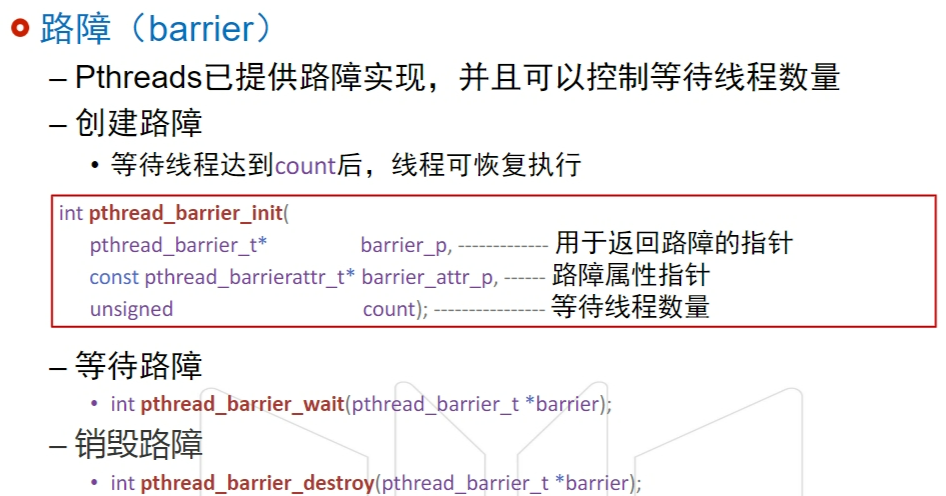 路障（barrier）
– Pthreads已提供路障实现，并且可以控制等待线程数量
– 创建路障
• 等待线程达到count后，线程可恢复执行
int pthread_barrier_init(
pthread_barrier_t* barrier_p, ------------- 用于返回路障的指针
const pthread_barrierattr_t* barrier_attr_p, ------ 路障属性指针
unsigned count); ---------------- 等待线程数量
– 等待路障
• int pthread_barrier_wait(pthread_barrier_t *barrier);
– 销毁路障
• int pthread_barrier_destroy(pthread_barrier_t *barrier);